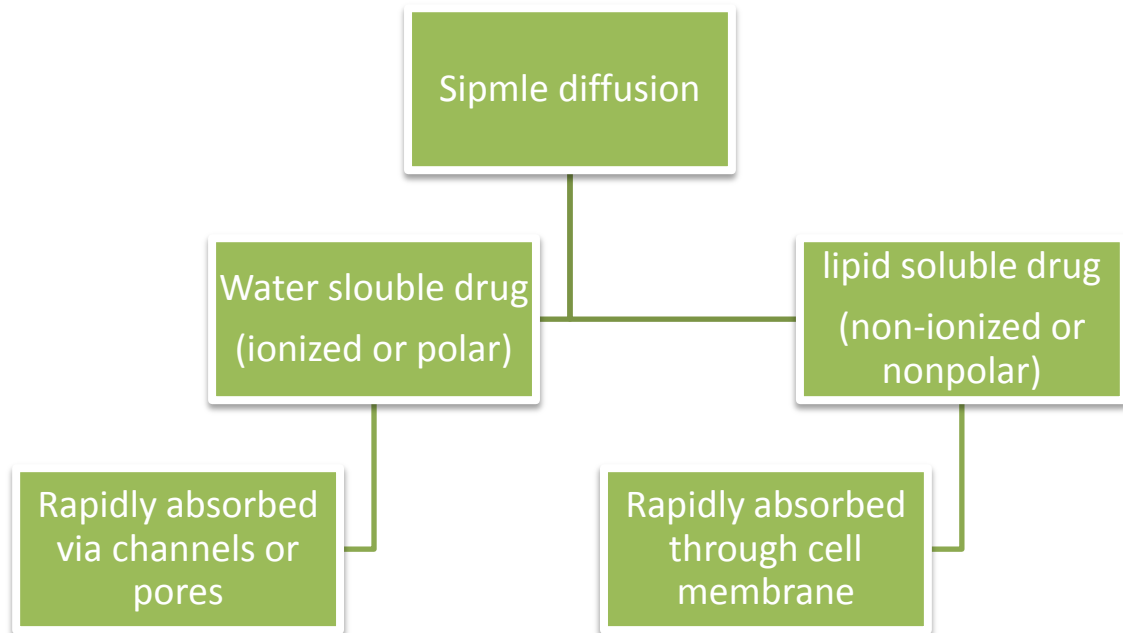 Sipmle diffusion
Water slouble drug
(ionized or polar)
lipid soluble drug
(non-ionized or
nonpolar)
Rapidly absorbed
via channels or
pores
Rapidly absorbed
through cell
membrane